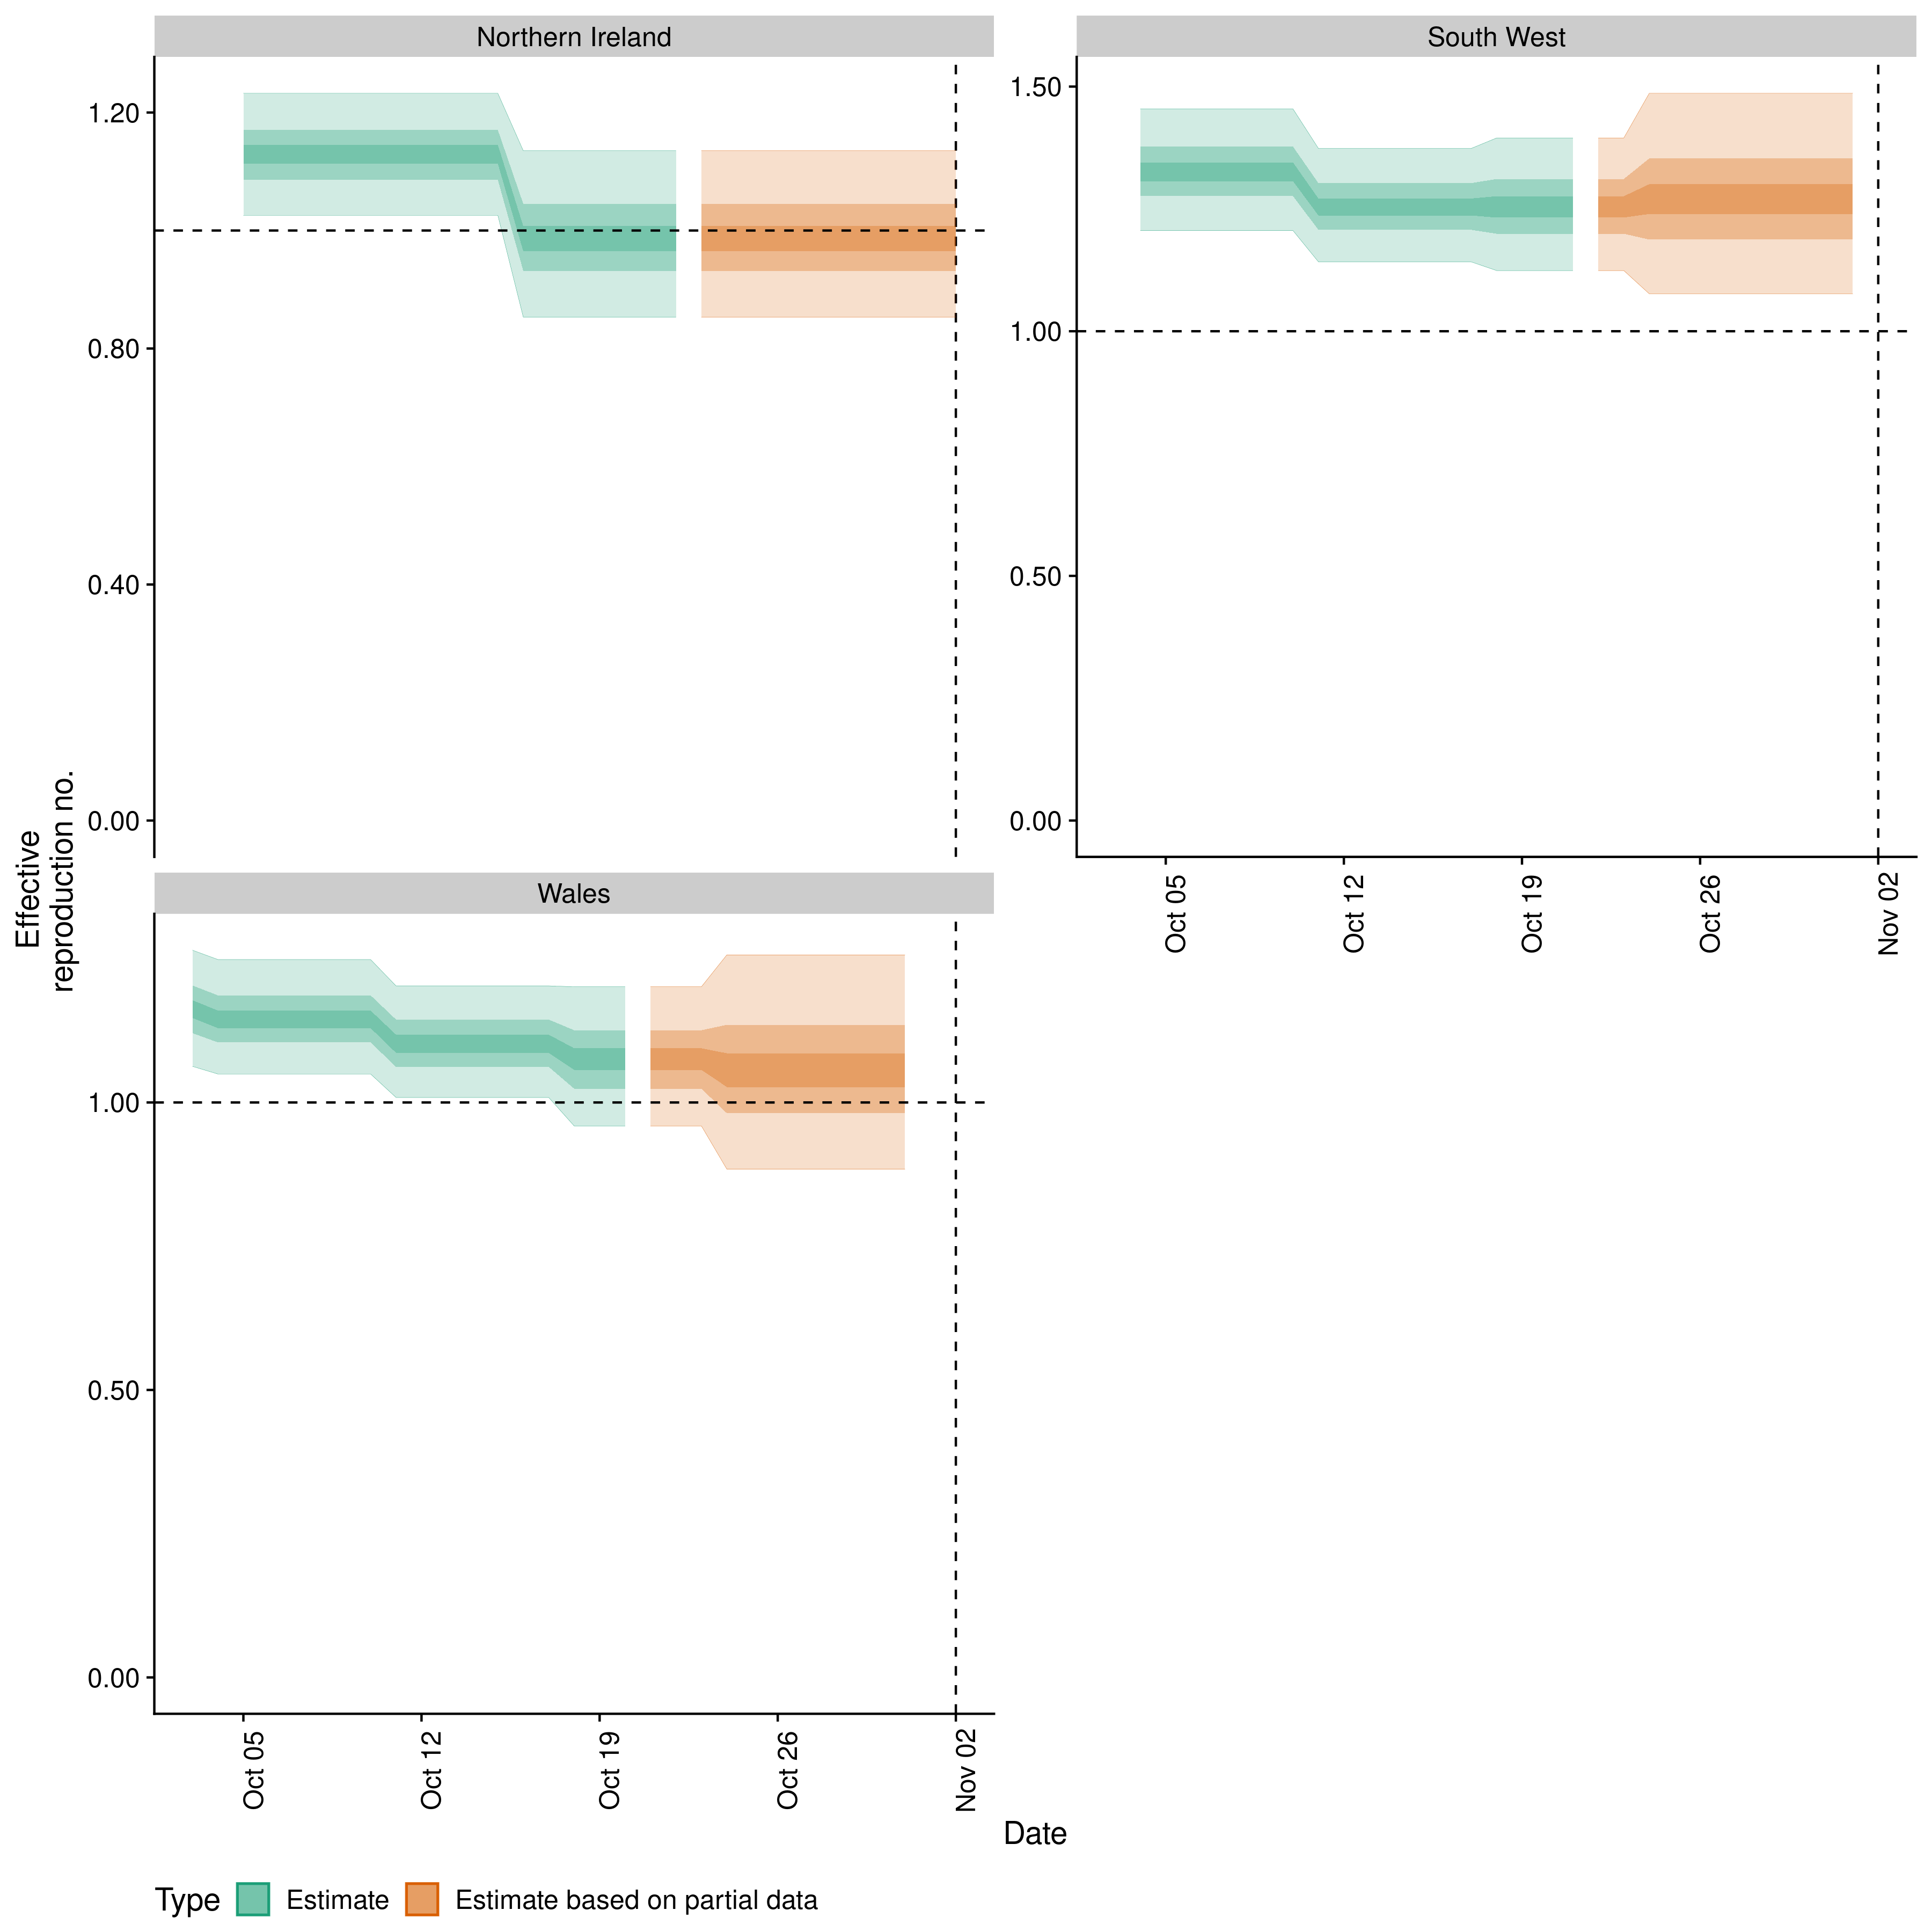 Northern Ireland
South West
1.20
0.80
0.40
0.00
1.50
1.00
0.50
0.00
Oct 05
Oct 12
Oct 19
Oct 26
Nov 02
Effective
reproduction no.
Wales
1.00
0.50
0.00
Oct 05
Oct 12
Oct 19
Oct 26
Nov 02
Date
Type Estimate Estimate based on partial data